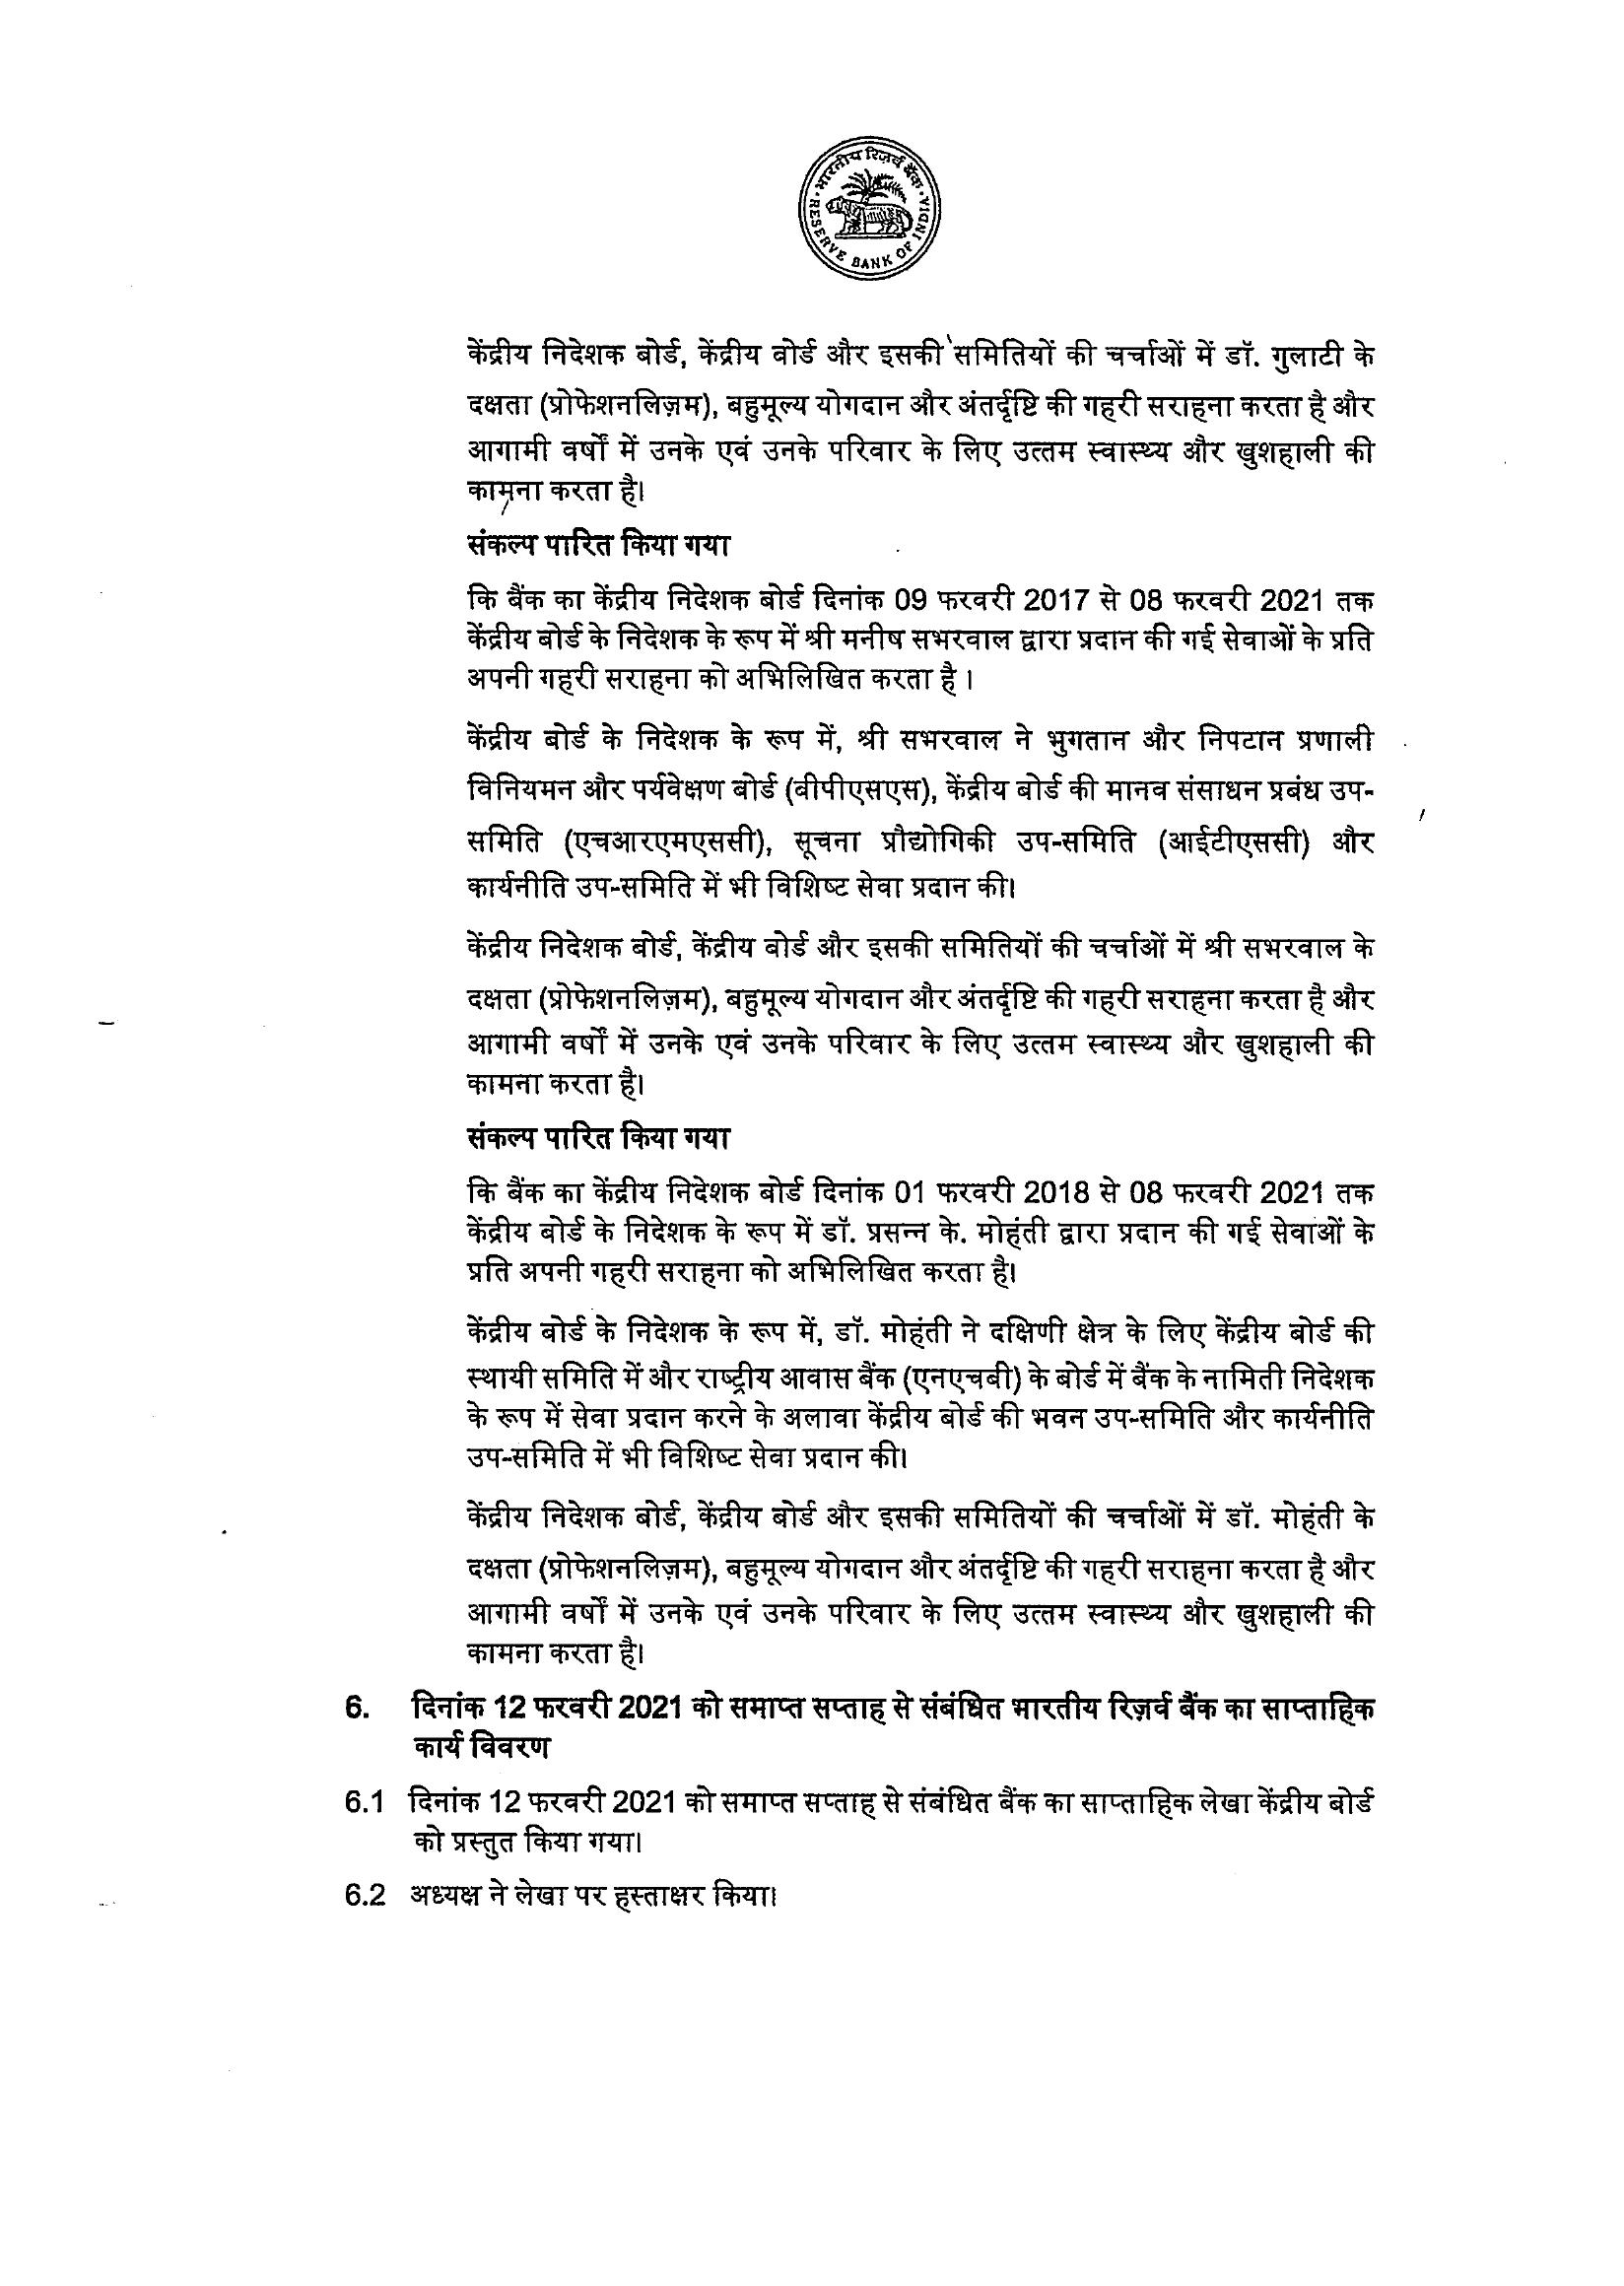 भारतीय रिज़र्व बैंक
RESERVE BANK OF INDIA
केंद्रीय निदेशक बोर्ड, केंद्रीय वोर्ड और इसकी समितियों की चर्चाओं में डॉ. गुलाटी के
दक्षता (प्रोफेशनलिज़म), बहुमूल्य योगदान और अंतर्दृष्टि की गहरी सराहना करता है और
आगामी वर्षों में उनके एवं उनके परिवार के लिए उत्तम स्वास्थ्य और खुशहाली की
कामना करता है।
संकल्प पारित किया गया
कि बैंक का केंद्रीय निदेशक बोर्ड दिनांक 09 फरवरी 2017 से 08 फरवरी 2021 तक
केंद्रीय बोर्ड के निदेशक के रूप में श्री मनीष सभरवाल द्वारा प्रदान की गई सेवाओं के प्रति
अपनी गहरी सराहना को अभिलिखित करता है ।
केंद्रीय बोर्ड के निदेशक के रूप में, श्री सभरवाल ने भुगतान और निपटान प्रणाली
विनियमन और पर्यवेक्षण बोर्ड (बीपीएसएस), केंद्रीय बोर्ड की मानव संसाधन प्रबंध उप-
समिति (एचआरएमएससी), सूचना प्रौद्योगिकी उप-समिति (आईटीएससी) और
कार्यनीति उप-समिति में भी विशिष्ट सेवा प्रदान की।
केंद्रीय निदेशक बोर्ड, केंद्रीय बोर्ड और इसकी समितियों की चर्चाओं में श्री सभरवाल के
दक्षता (प्रोफेशनलिज़म), बहुमूल्य योगदान और अंतर्दृष्टि की गहरी सराहना करता है और
आगामी वर्षों में उनके एवं उनके परिवार के लिए उत्तम स्वास्थ्य और खुशहाली की
कामना करता है।
संकल्प पारित किया गया
कि बैंक का केंद्रीय निदेशक बोर्ड दिनांक 01 फरवरी 2018 से 08 फरवरी 2021 तक
केंद्रीय बोर्ड के निदेशक के रूप में डॉ. प्रसन्न के. मोहंती द्वारा प्रदान की गई सेवाओं के
प्रति अपनी गहरी सराहना को अभिलिखित करता है।
केंद्रीय बोर्ड के निदेशक के रूप में, डॉ. मोहंती ने दक्षिणी क्षेत्र के लिए केंद्रीय बोर्ड की
स्थायी समिति में और राष्ट्रीय आवास बैंक (एनएचबी) के बोर्ड में बैंक के नामिती निदेशक
के रूप में सेवा प्रदान करने के अलावा केंद्रीय बोर्ड की भवन उप-समिति और कार्यनीति
उप-समिति में भी विशिष्ट सेवा प्रदान की।
केंद्रीय निदेशक बोर्ड, केंद्रीय बोर्ड और इसकी समितियों की चर्चाओं में डॉ. मोहंती के
दक्षता (प्रोफेशनलिज़म), बहुमूल्य योगदान और अंतर्दृष्टि की गहरी सराहना करता है और
आगामी वर्षों में उनके एवं उनके परिवार के लिए उत्तम स्वास्थ्य और खुशहाली की
कामना करता है।
6. दिनांक 12 फरवरी 2021 को समाप्त सप्ताह से संबंधित भारतीय रिज़र्व बैंक का साप्ताहिक
कार्य विवरण
6.1 दिनांक 12 फरवरी 2021 को समाप्त सप्ताह से संबंधित बैंक का साप्ताहिक लेखा केंद्रीय बोर्ड
को प्रस्तुत किया गया।
6.2 अध्यक्ष ने लेखा पर हस्ताक्षर किया।